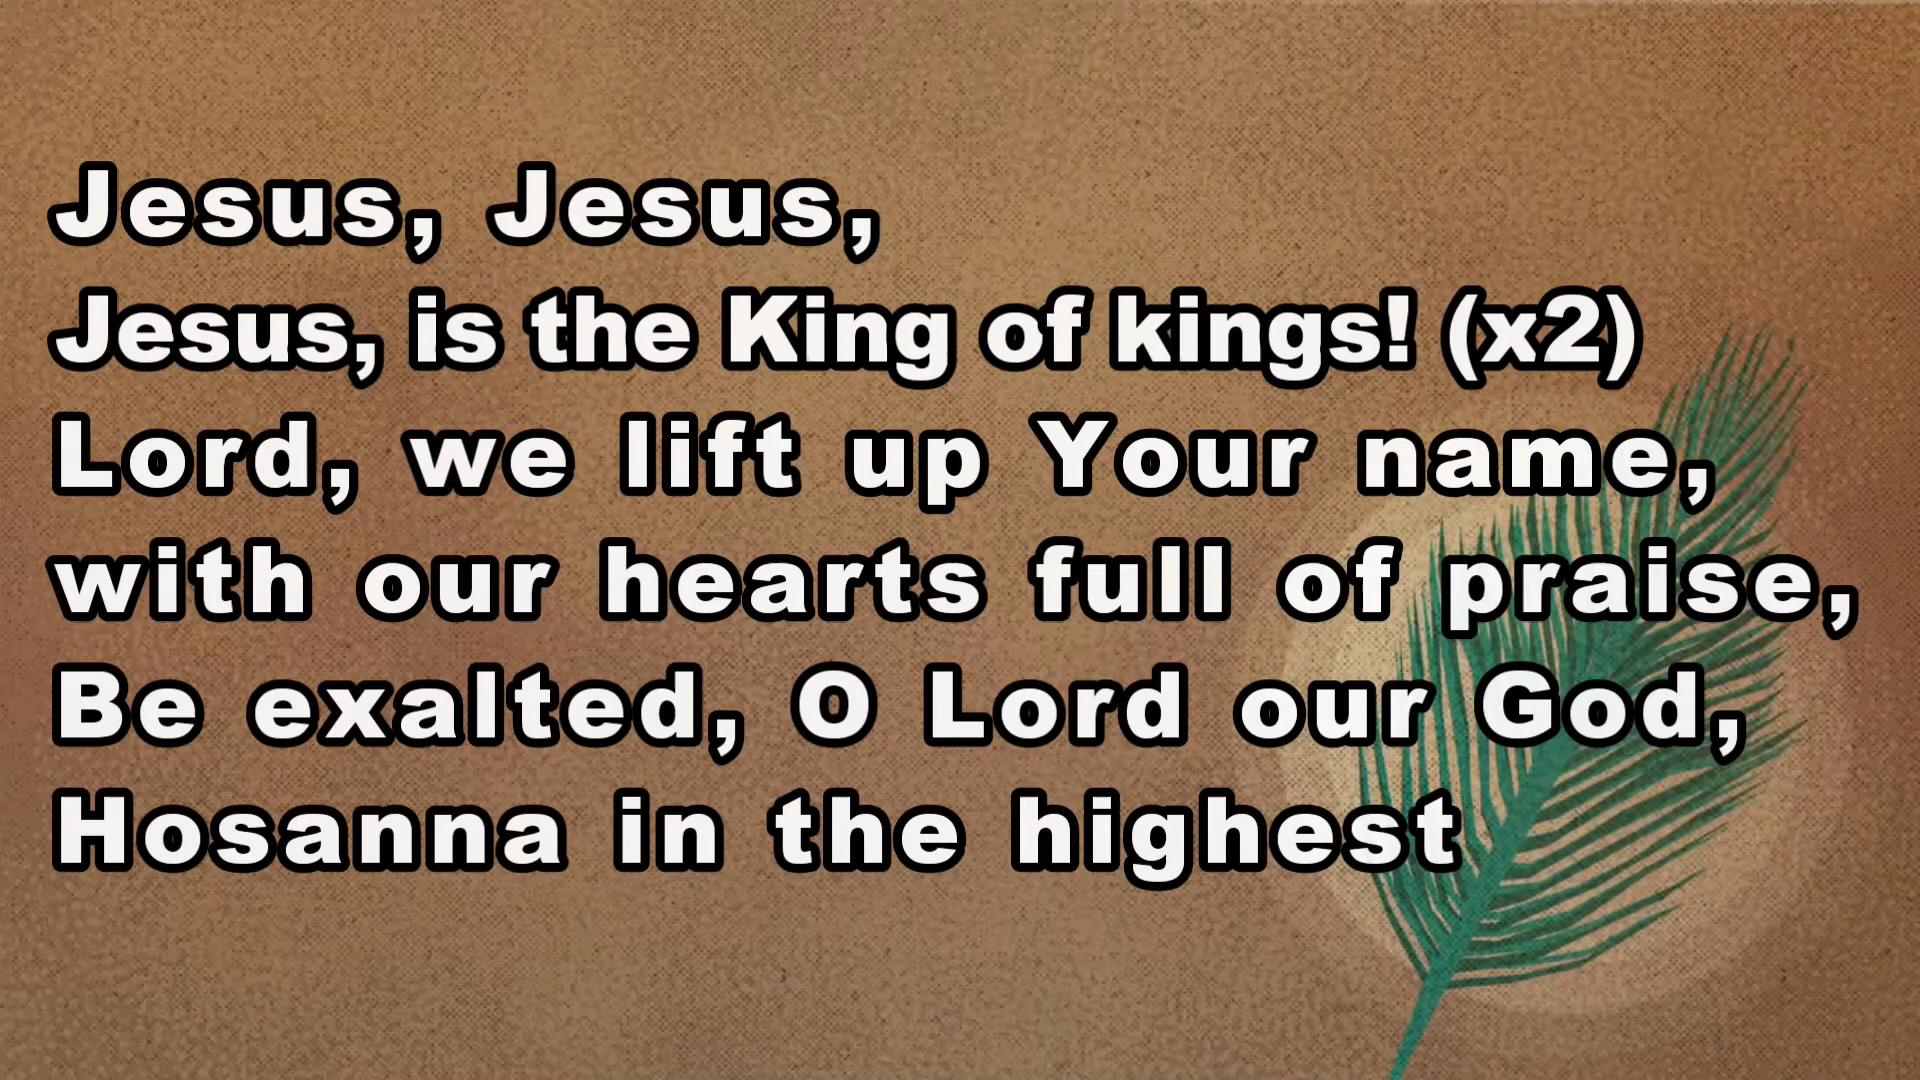 Jesus, Jesus,
Jesus, is the King of kings! (x2)
Lord, we lift up Your name,
with our hearts full of praise,
Be exalted, O Lord our God,
Hosanna in the highest